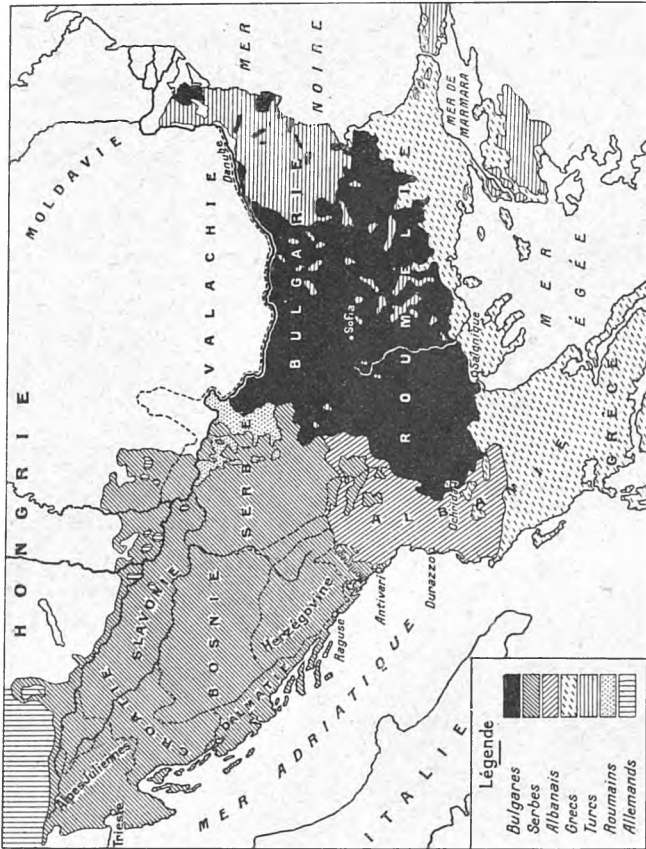 HONGRIE
MOLDAVIE
VALACHIE
Danube
MER
NOIRE
Alpes Juliennes
Trieste
CROATIE
SLAVONIE
BOSNIE
SERBIE
Herzégovine
DALMATIE
Raguse
BULGARIE
Sofia
ROUMELIE
MER DE
MARMARA
MER ADRIATIQUE
Antivari
Durazzo
ALBANIE
Salonique
MER
ÉGÉE
GRECE
ITALIE
Légende
Bulgares
Serbes
Albanais
Grecs
Turcs
Roumains
Allemands